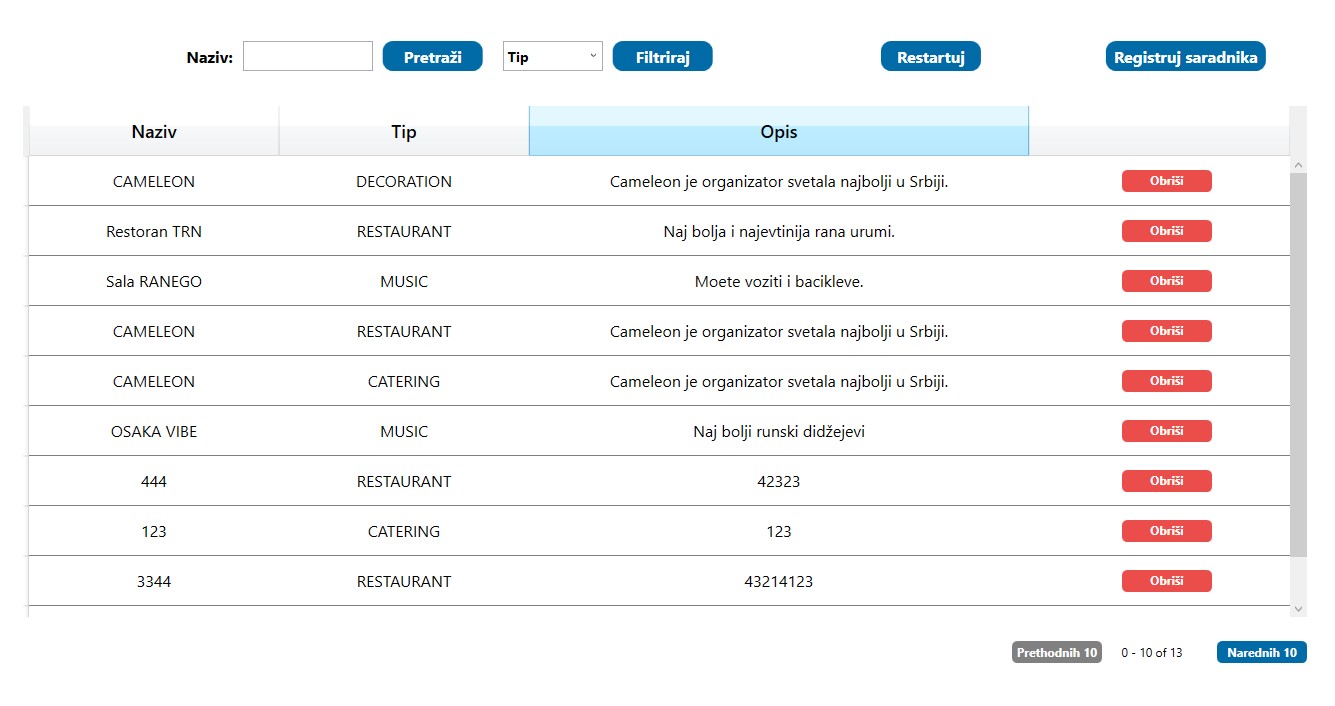 Naziv: Pretraži Tip Filtriraj Restartuj Registruj saradnika
Naziv Tip Opis
CAMELEON DECORATION Cameleon je organizator svetala najbolji u Srbiji. Obriši
Restoran TRN RESTAURANT Naj bolja i najevtinija rana urumi. Obriši
Sala RANEGO MUSIC Moete voziti i bacikleve. Obriši
CAMELEON RESTAURANT Cameleon je organizator svetala najbolji u Srbiji. Obriši
CAMELEON CATERING Cameleon je organizator svetala najbolji u Srbiji. Obriši
OSAKA VIBE MUSIC Naj bolji runski didžejevi Obriši
444 RESTAURANT 42323 Obriši
123 CATERING 123 Obriši
3344 RESTAURANT 43214123 Obriši
Prethodnih 10 0 - 10 of 13 Narednih 10